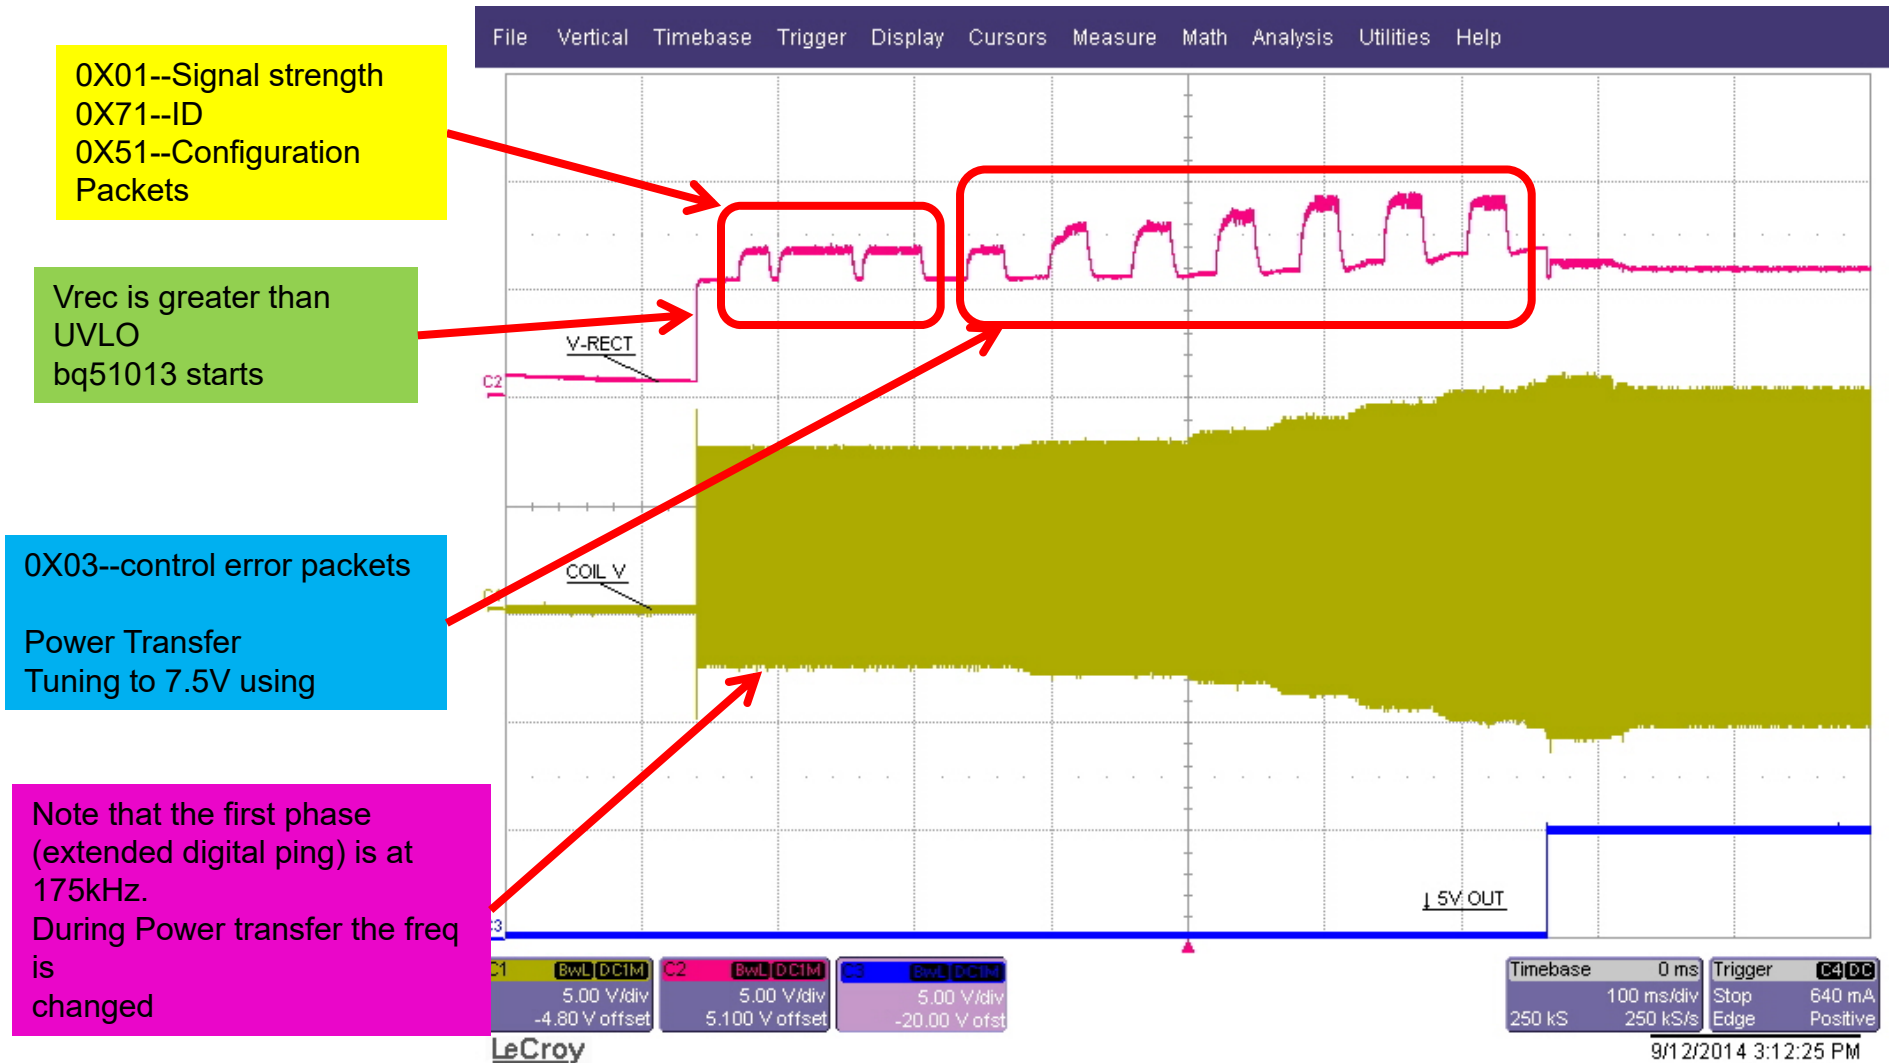 File Vertical Timebase Trigger Display Cursors Measure Math Analysis Utilities Help
0X01--Signal strength
0X71--ID
0X51--Configuration
Packets
Vrec is greater than
UVLO
bq51013 starts
V-RECT
C2
0X03--control error packets
Power Transfer
Tuning to 7.5V using
COIL V
Note that the first phase
(extended digital ping) is at
175kHz.
During Power transfer the freq
is
changed
↓ 5V OUT
C1 BwL DC1M
5.00 V/div
-4.80 V offset
C2 BwL DC1M
5.00 V/div
5.100 V offset
C3 BwL DC1M
5.00 V/div
-20.00 V ofst
Timebase 0 ms
100 ms/div
250 kS 250 kS/s
Trigger C4 DC
Stop 640 mA
Edge Positive
LeCroy
9/12/2014 3:12:25 PM